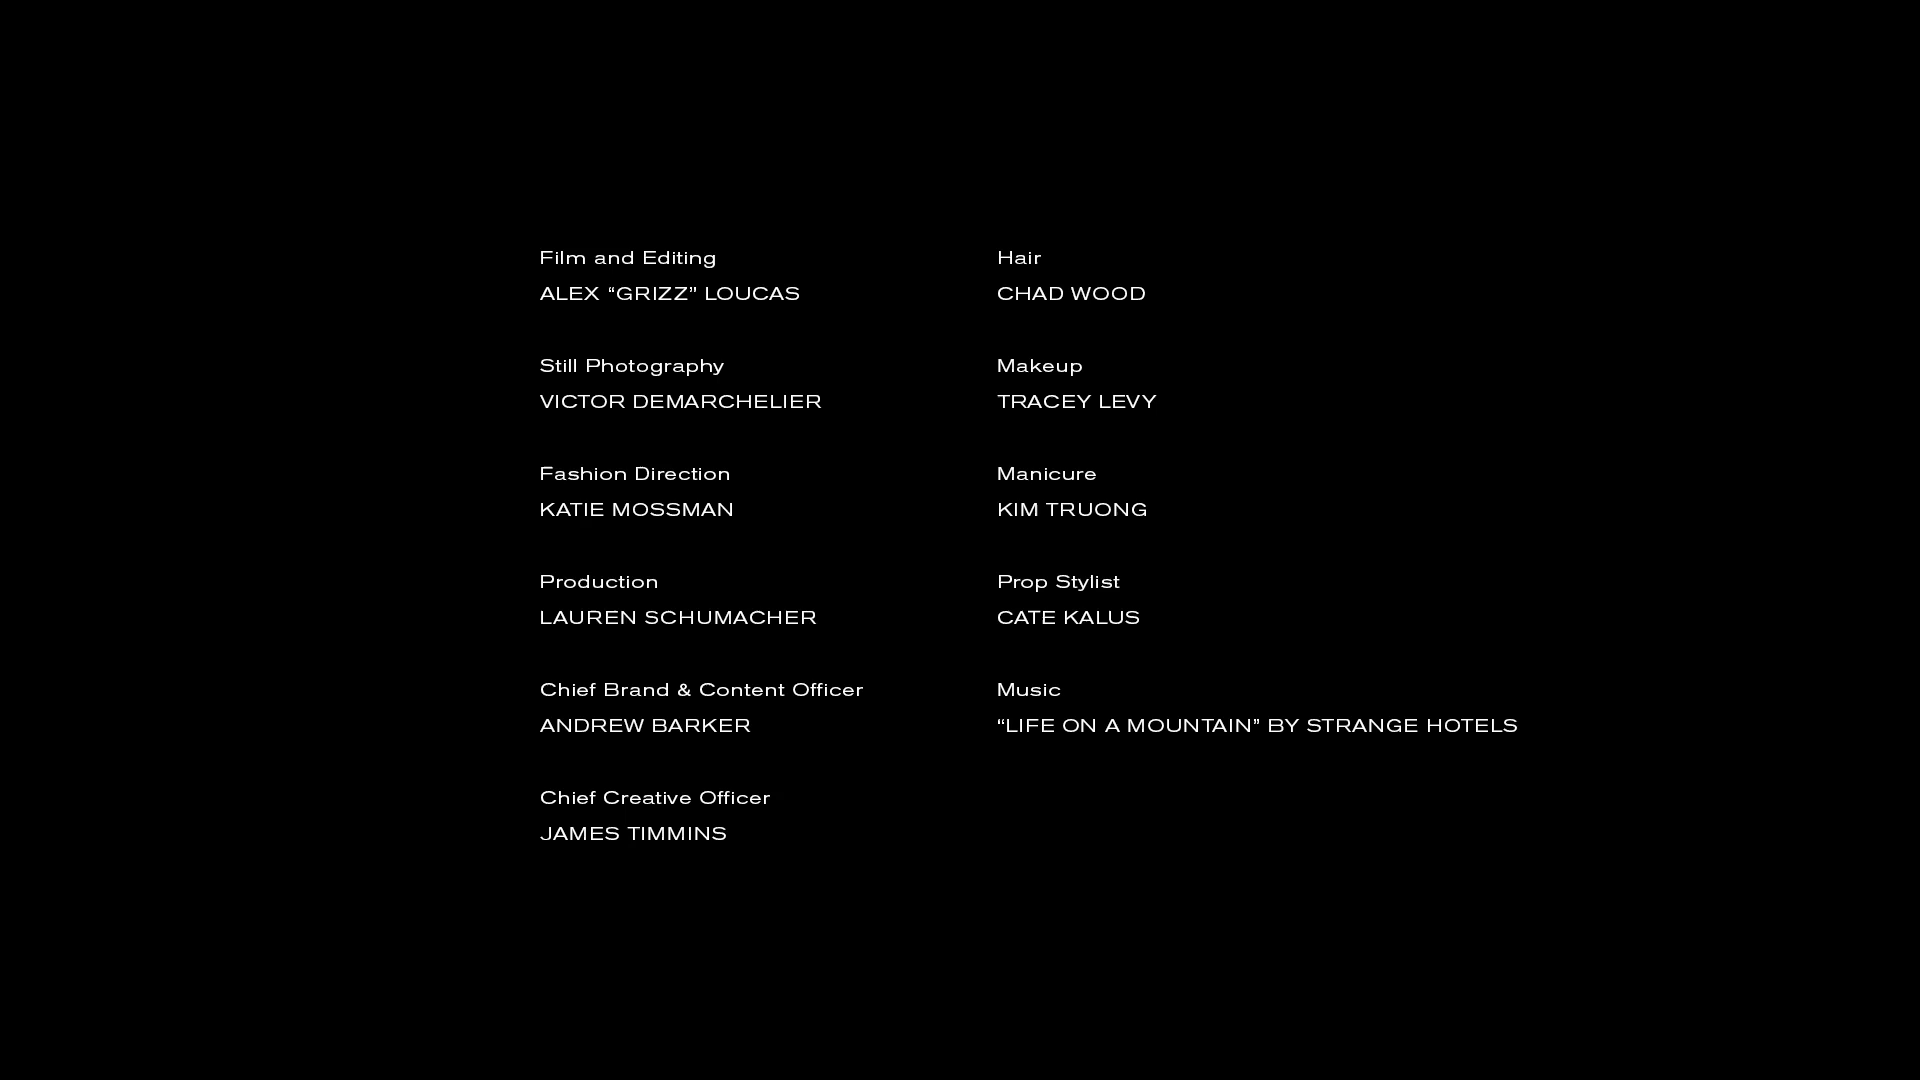 Film and Editing
ALEX “GRIZZ” LOUCAS
Still Photography
VICTOR DEMARCHELIER
Fashion Direction
KATIE MOSSMAN
Production
LAUREN SCHUMACHER
Chief Brand & Content Officer
ANDREW BARKER
Chief Creative Officer
JAMES TIMMINS
Hair
CHAD WOOD
Makeup
TRACEY LEVY
Manicure
KIM TRUONG
Prop Stylist
CATE KALUS
Music
“LIFE ON A MOUNTAIN” BY STRANGE HOTELS